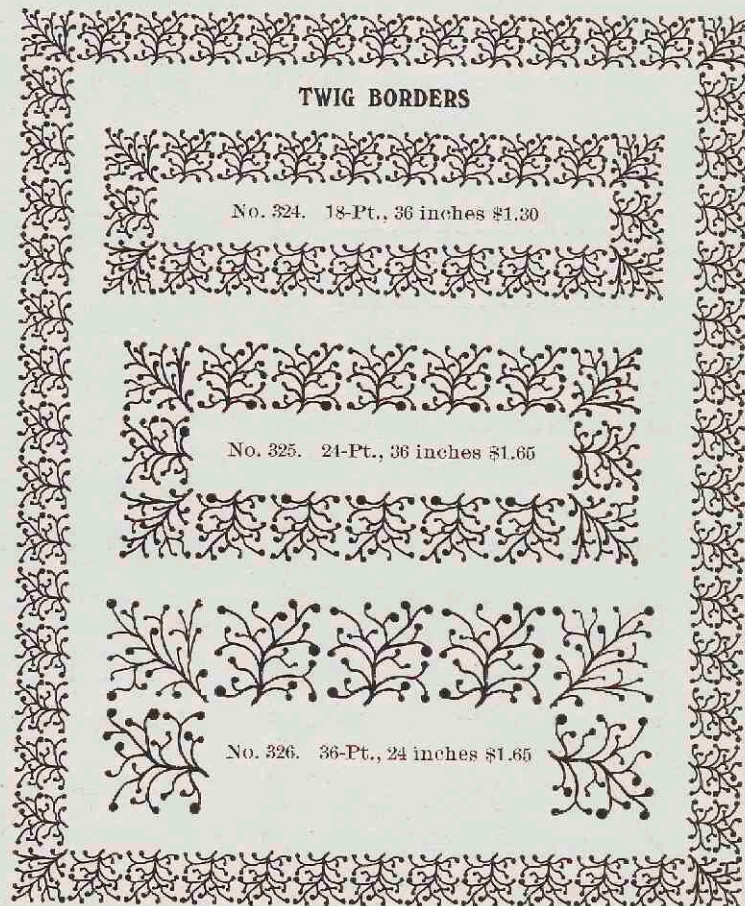 TWIG BORDERS
No. 324. 18-Pt., 36 inches $1.30
No. 325. 24-Pt., 36 inches $1.65
No. 326. 36-Pt., 24 inches $1.65